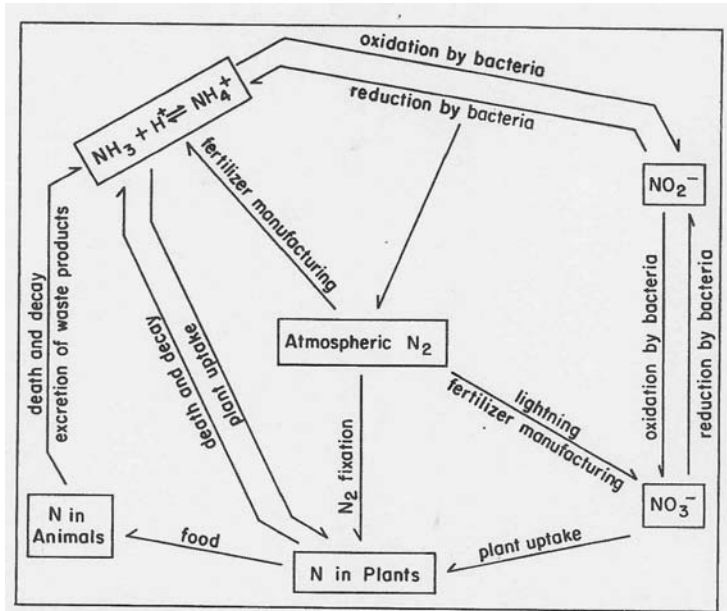 oxidation by bacteria
reduction by bacteria
NH₃ + H⁺ ⇌ NH₄⁺
fertilizer manufacturing
NO₂⁻
death and decay
excretion of waste products
plant uptake
death and decay
oxidation by bacteria
reduction by bacteria
Atmospheric N₂
lightning
fertilizer manufacturing
N₂ fixation
NO₃⁻
N in
Animals
food
plant uptake
N in Plants